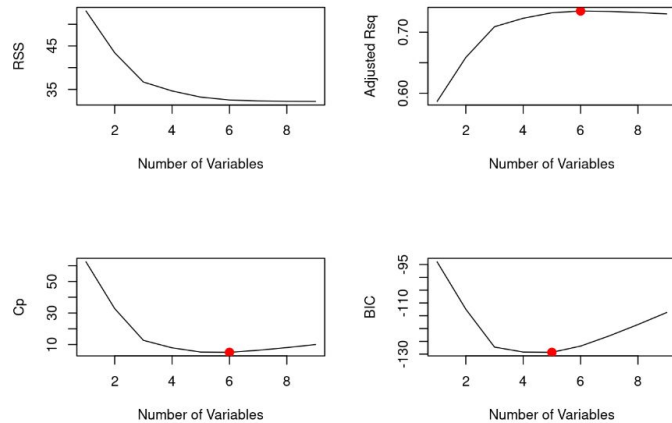 RSS
45
35
2 4 6 8
Number of Variables
Adjusted Rsq
0.70
0.60
2 4 6 8
Number of Variables
Cp
50
30
10
2 4 6 8
Number of Variables
BIC
-95
-110
-130
2 4 6 8
Number of Variables